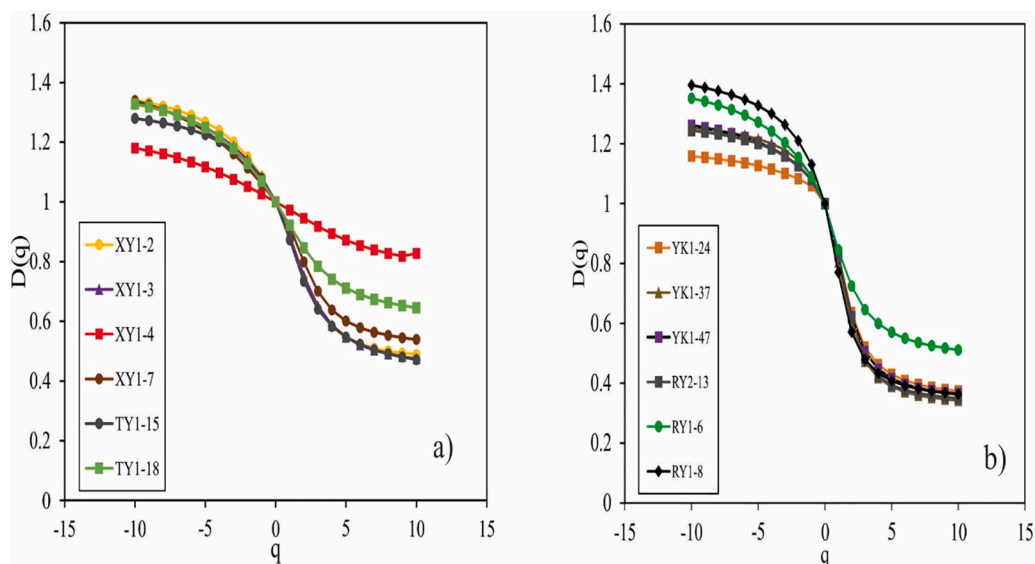 1.6
1.4
1.2
1
0.8
0.6
0.4
0.2
0
D(q)
XY1-2
XY1-3
XY1-4
XY1-7
TY1-15
TY1-18
a)
-15 -10 -5 0 5 10 15
q
1.6
1.4
1.2
1
0.8
0.6
0.4
0.2
0
D(q)
YK1-24
YK1-37
YK1-47
RY2-13
RY1-6
RY1-8
b)
-15 -10 -5 0 5 10 15
q